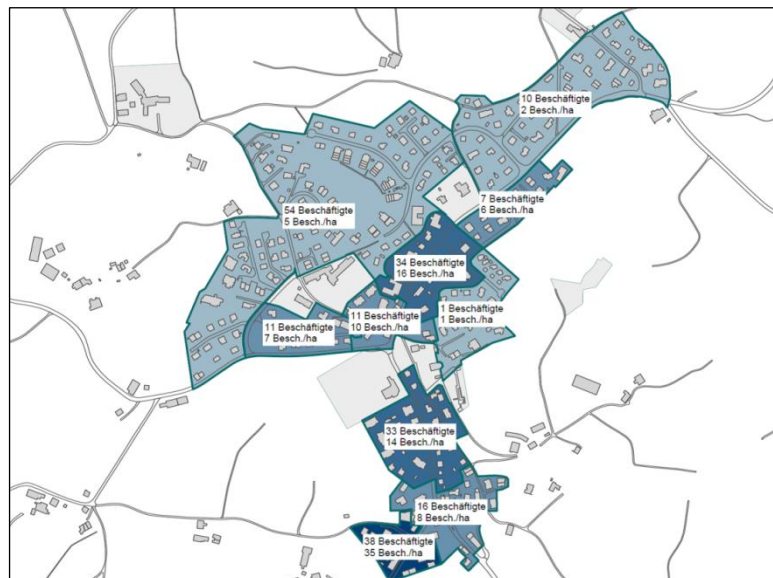 10 Beschäftigte
2 Besch./ha
7 Beschäftigte
6 Besch./ha
54 Beschäftigte
5 Besch./ha
34 Beschäftigte
16 Besch./ha
1 Beschäftigte
1 Besch./ha
11 Beschäftigte
10 Besch./ha
11 Beschäftigte
7 Besch./ha
33 Beschäftigte
14 Besch./ha
16 Beschäftigte
8 Besch./ha
38 Beschäftigte
35 Besch./ha